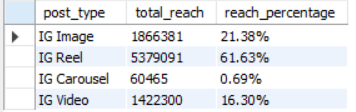 post_type total_reach reach_percentage
IG Image 1866381 21.38%
IG Reel 5379091 61.63%
IG Carousel 60465 0.69%
IG Video 1422300 16.30%